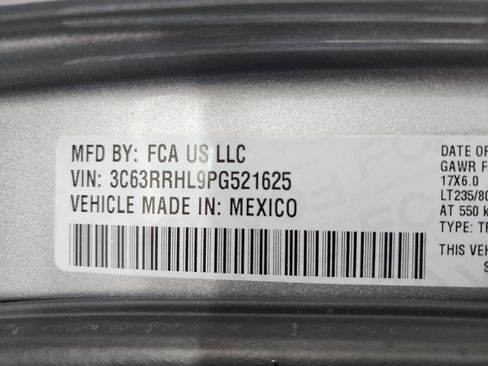 MFD BY: FCA US LLC
VIN: 3C63RRHL9PG521625
VEHICLE MADE IN: MEXICO
DATE OF
GAWR F
17X6.0
LT235/80
AT 550 k
TYPE: TR
THIS VEH
S